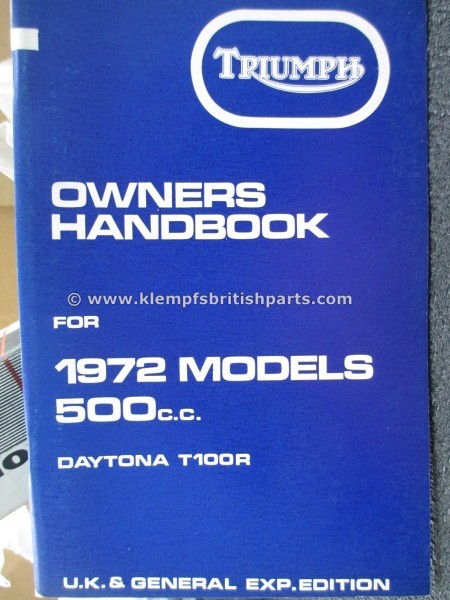 TRIUMPH
OWNERS
HANDBOOK
© www.klempfsbritishparts.com
FOR
1972 MODELS
500c.c.
DAYTONA T100R
U.K. & GENERAL EXP. EDITION